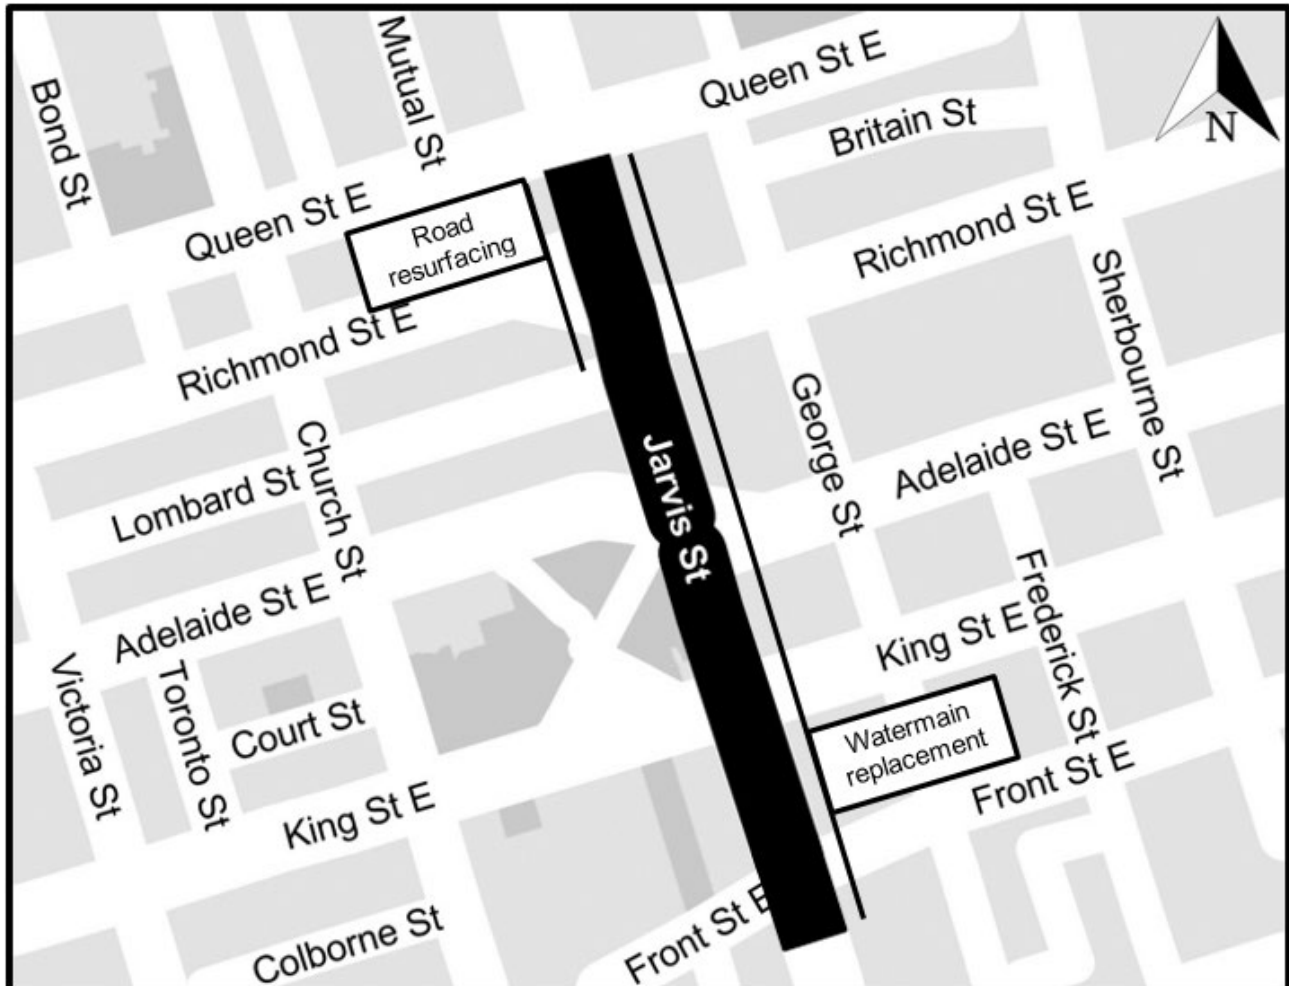 Mutual St
Queen St E
Bond St
Britain St
N
Queen St E
Road
resurfacing
Richmond St E
Richmond St E
Sherbourne St
George St
Church St
Jarvis St
Adelaide St E
Lombard St
Adelaide St E
Frederick St
King St E
Victoria St
Toronto St
Court St
Watermain
replacement
Front St E
King St E
Front St E
Colborne St